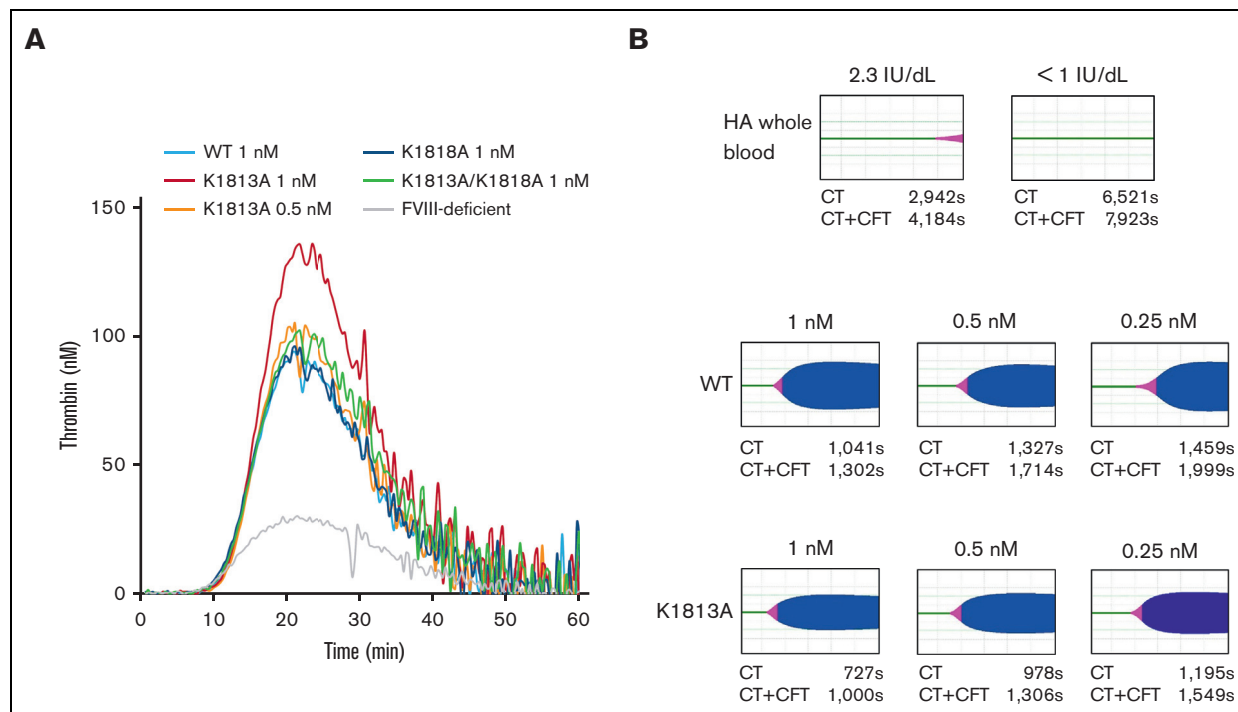 A
WT 1 nM
K1813A 1 nM
K1813A 0.5 nM
K1818A 1 nM
K1813A/K1818A 1 nM
FVIII-deficient
150
100
50
0
Thrombin (nM)
0 10 20 30 40 50 60
Time (min)
B
2.3 IU/dL < 1 IU/dL
HA whole
blood
CT 2,942s CT 6,521s
CT+CFT 4,184s CT+CFT 7,923s
1 nM 0.5 nM 0.25 nM
WT
CT 1,041s CT 1,327s CT 1,459s
CT+CFT 1,302s CT+CFT 1,714s CT+CFT 1,999s
1 nM 0.5 nM 0.25 nM
K1813A
CT 727s CT 978s CT 1,195s
CT+CFT 1,000s CT+CFT 1,306s CT+CFT 1,549s